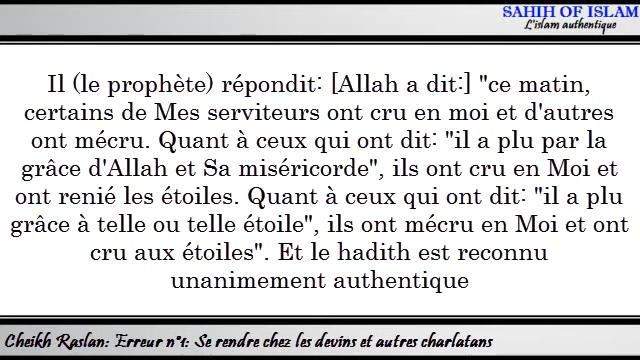 SAHIH OF ISLAM
L'islam authentique
Il (le prophète) répondit: [Allah a dit:] "ce matin,
certains de Mes serviteurs ont cru en moi et d'autres
ont mécru. Quant à ceux qui ont dit: "il a plu par la
grâce d'Allah et Sa miséricorde", ils ont cru en Moi et
ont renié les étoiles. Quant à ceux qui ont dit: "il a plu
grâce à telle ou telle étoile", ils ont mécru en Moi et ont
cru aux étoiles". Et le hadith est reconnu
unanimement authentique
Cheikh Raslan: Erreur n°1: Se rendre chez les devins et autres charlatans